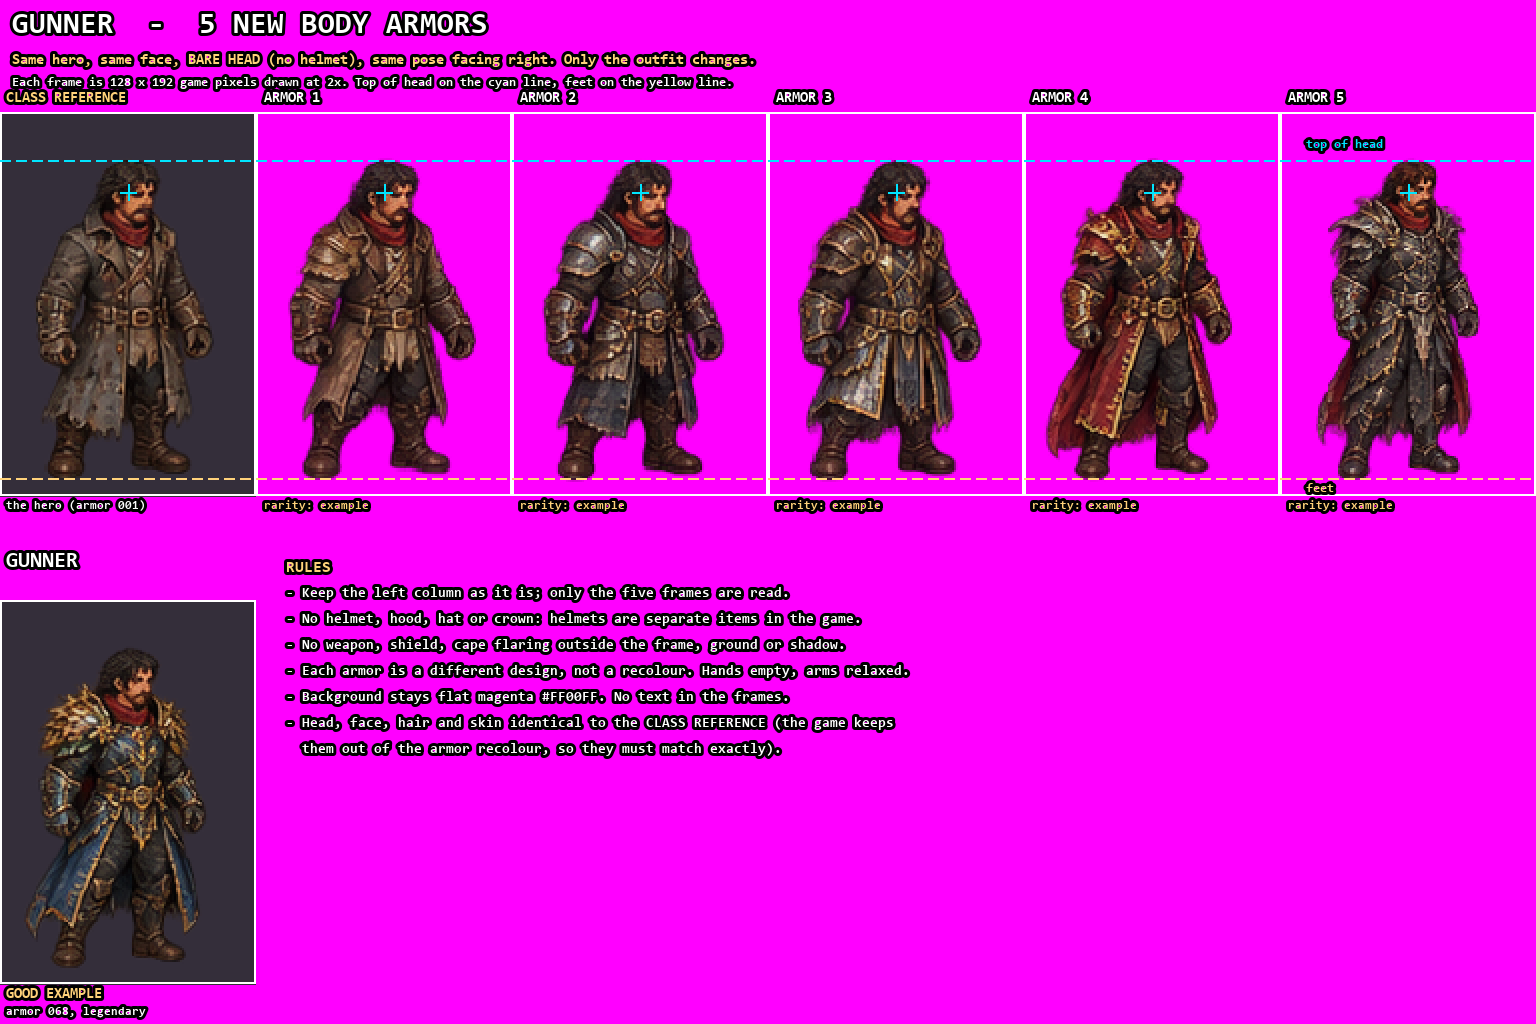 GUNNER - 5 NEW BODY ARMORS
Same hero, same face, BARE HEAD (no helmet), same pose facing right. Only the outfit changes.
Each frame is 128 x 192 game pixels drawn at 2x. Top of head on the cyan line, feet on the yellow line.
CLASS REFERENCE
ARMOR 1
ARMOR 2
ARMOR 3
ARMOR 4
ARMOR 5
top of head
feet
the hero (armor 001)
rarity: example
rarity: example
rarity: example
rarity: example
rarity: example
GUNNER
RULES
- Keep the left column as it is; only the five frames are read.
- No helmet, hood, hat or crown: helmets are separate items in the game.
- No weapon, shield, cape flaring outside the frame, ground or shadow.
- Each armor is a different design, not a recolour. Hands empty, arms relaxed.
- Background stays flat magenta #FF00FF. No text in the frames.
- Head, face, hair and skin identical to the CLASS REFERENCE (the game keeps
them out of the armor recolour, so they must match exactly).
GOOD EXAMPLE
armor 068, legendary